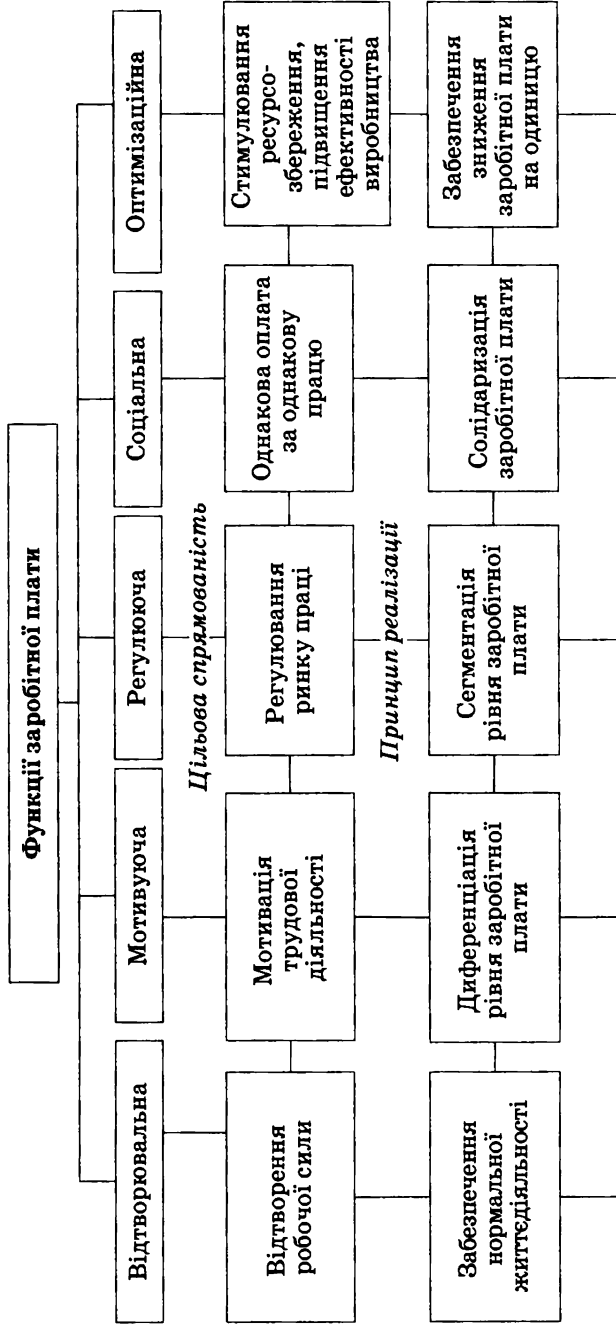 Функції заробітної плати
Відтворювальна
Мотивуюча
Регулююча
Соціальна
Оптимізаційна
Цільова спрямованість
Відтворення
робочої сили
Мотивація
трудової
діяльності
Регулювання
ринку праці
Однакова оплата
за однакову
працю
Стимулювання
ресурсо-
збереження,
підвищення
ефективності
виробництва
Принцип реалізації
Забезпечення
нормальної
життєдіяльності
Диференціація
рівня заробітної
плати
Сегментація
рівня заробітної
плати
Солідаризація
заробітної плати
Забезпечення
зниження
заробітної плати
на одиницю